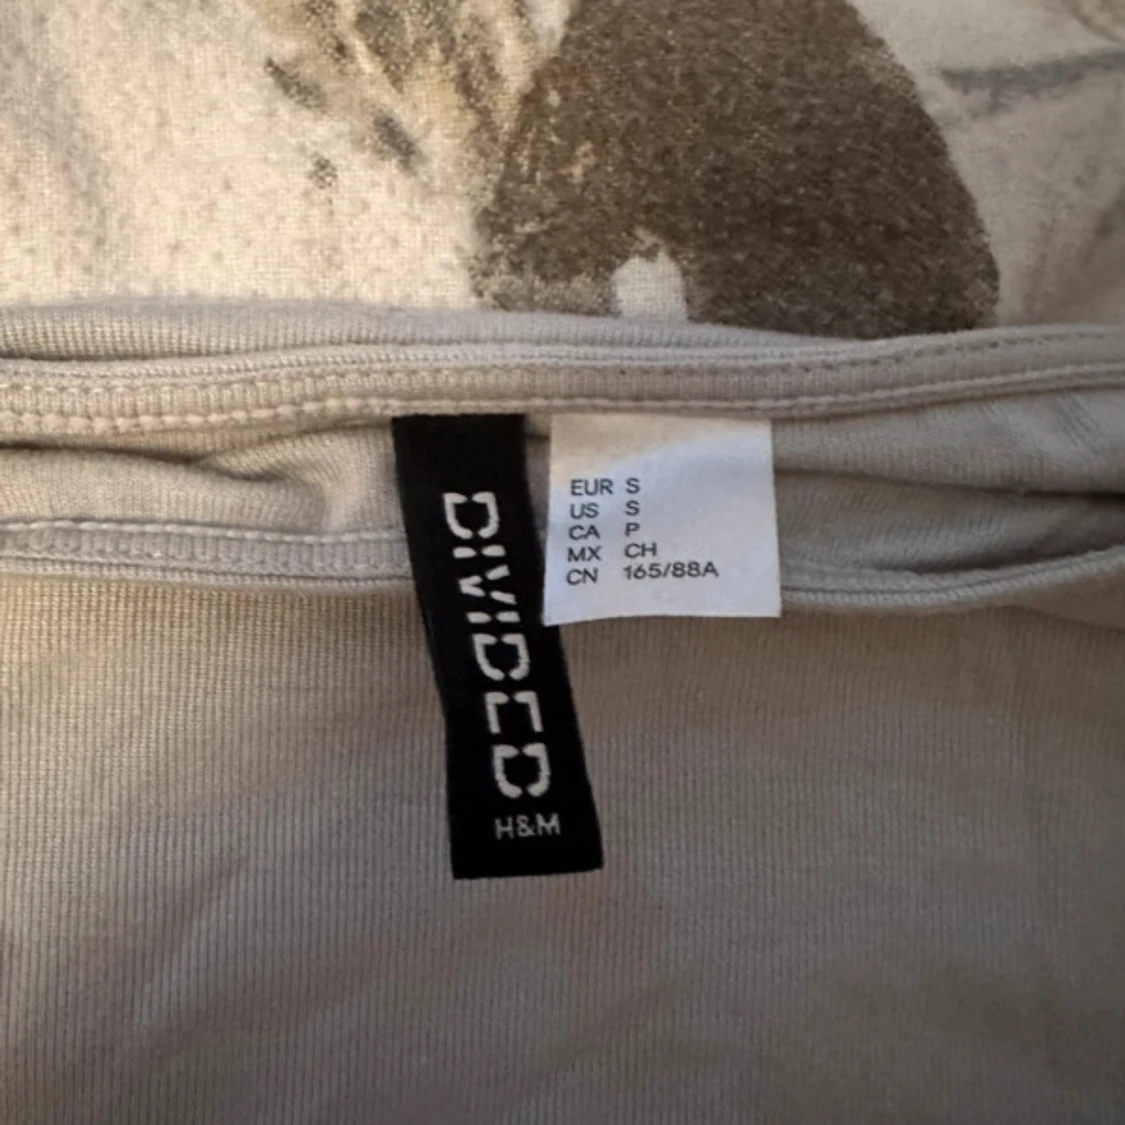 DIVIDED
H&M
EUR S
US S
CA P
MX CH
CN 165/88A